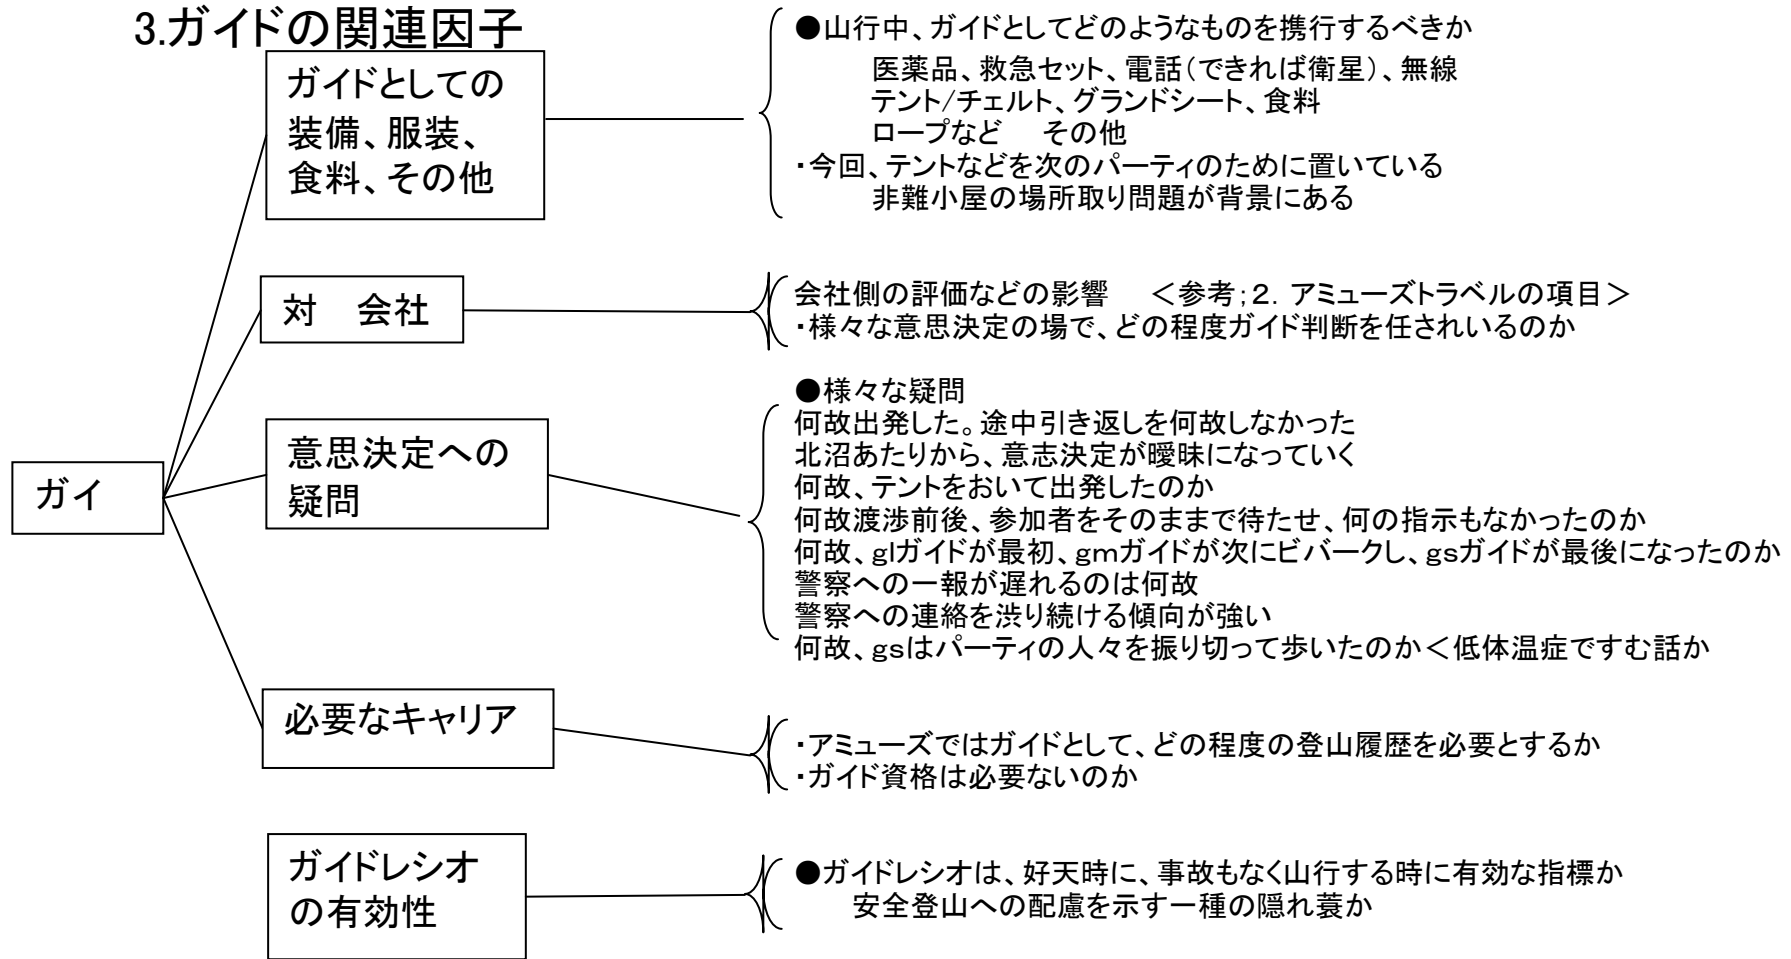 3.ガイドの関連因子
ガイドとしての
装備、服装、
食料、その他
●山行中、ガイドとしてどのようなものを携行するべきか
医薬品、救急セット、電話(できれば衛星)、無線
テント/チェルト、グランドシート、食料
ロープなど　その他
・今回、テントなどを次のパーティのために置いている
非難小屋の場所取り問題が背景にある
対　会社
会社側の評価などの影響　＜参考;２．アミューズトラベルの項目＞
・様々な意思決定の場で、どの程度ガイド判断を任されいるのか
ガイ
意思決定への
疑問
●様々な疑問
何故出発した。途中引き返しを何故しなかった
北沼あたりから、意志決定が曖昧になっていく
何故、テントをおいて出発したのか
何故渡渉前後、参加者をそのままで待たせ、何の指示もなかったのか
何故、glガイドが最初、gmガイドが次にビバークし、gsガイドが最後になったのか
警察への一報が遅れるのは何故
警察への連絡を渋り続ける傾向が強い
何故、gsはパーティの人々を振り切って歩いたのか＜低体温症ですむ話か
必要なキャリア
・アミューズではガイドとして、どの程度の登山履歴を必要とするか
・ガイド資格は必要ないのか
ガイドレシオ
の有効性
●ガイドレシオは、好天時に、事故もなく山行する時に有効な指標か
安全登山への配慮を示す一種の隠れ蓑か